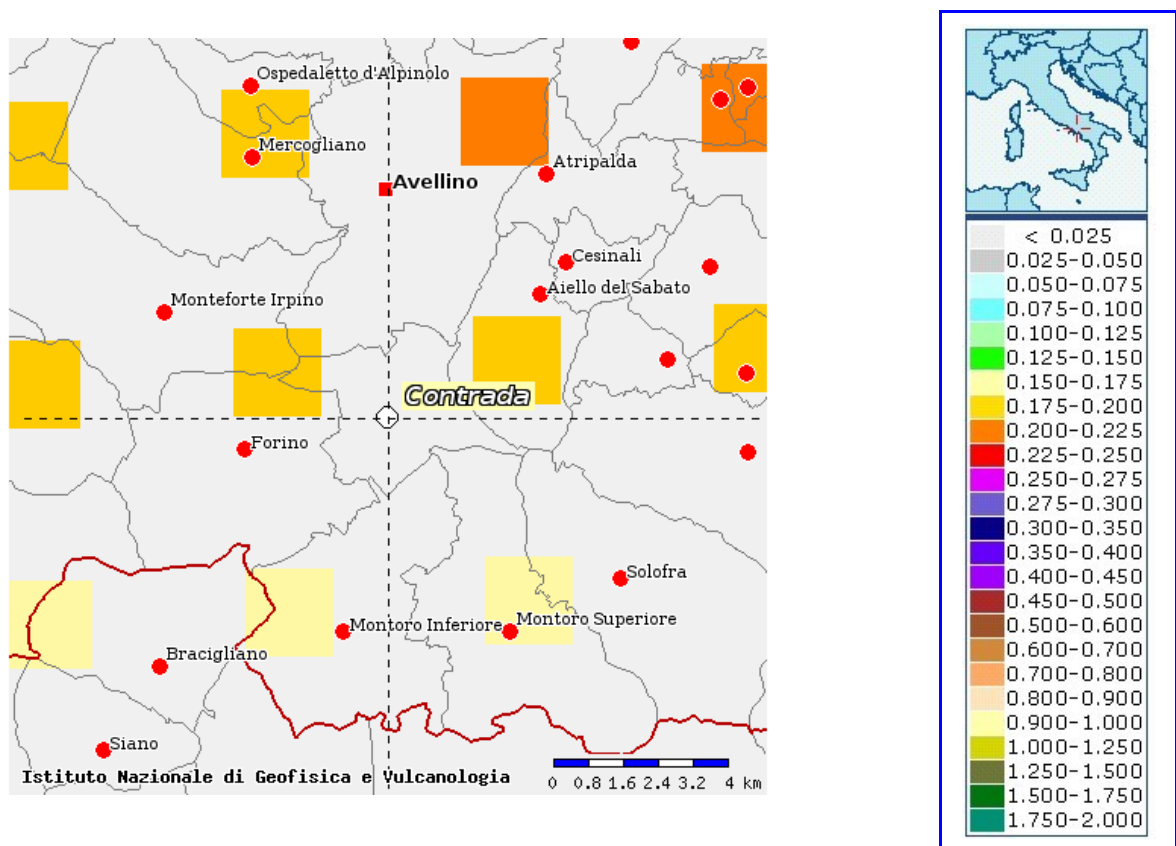 Ospedaletto d'Alpinolo
Mercogliano
Atripalda
Avellino
Cesinali
Aiello del Sabato
Monteforte Irpino
Contrada
Forino
Solofra
Montoro Inferiore
Montoro Superiore
Bracigliano
Siano
Istituto Nazionale di Geofisica e Vulcanologia
0 0.8 1.6 2.4 3.2 4 km
< 0.025
0.025-0.050
0.050-0.075
0.075-0.100
0.100-0.125
0.125-0.150
0.150-0.175
0.175-0.200
0.200-0.225
0.225-0.250
0.250-0.275
0.275-0.300
0.300-0.350
0.350-0.400
0.400-0.450
0.450-0.500
0.500-0.600
0.600-0.700
0.700-0.800
0.800-0.900
0.900-1.000
1.000-1.250
1.250-1.500
1.500-1.750
1.750-2.000